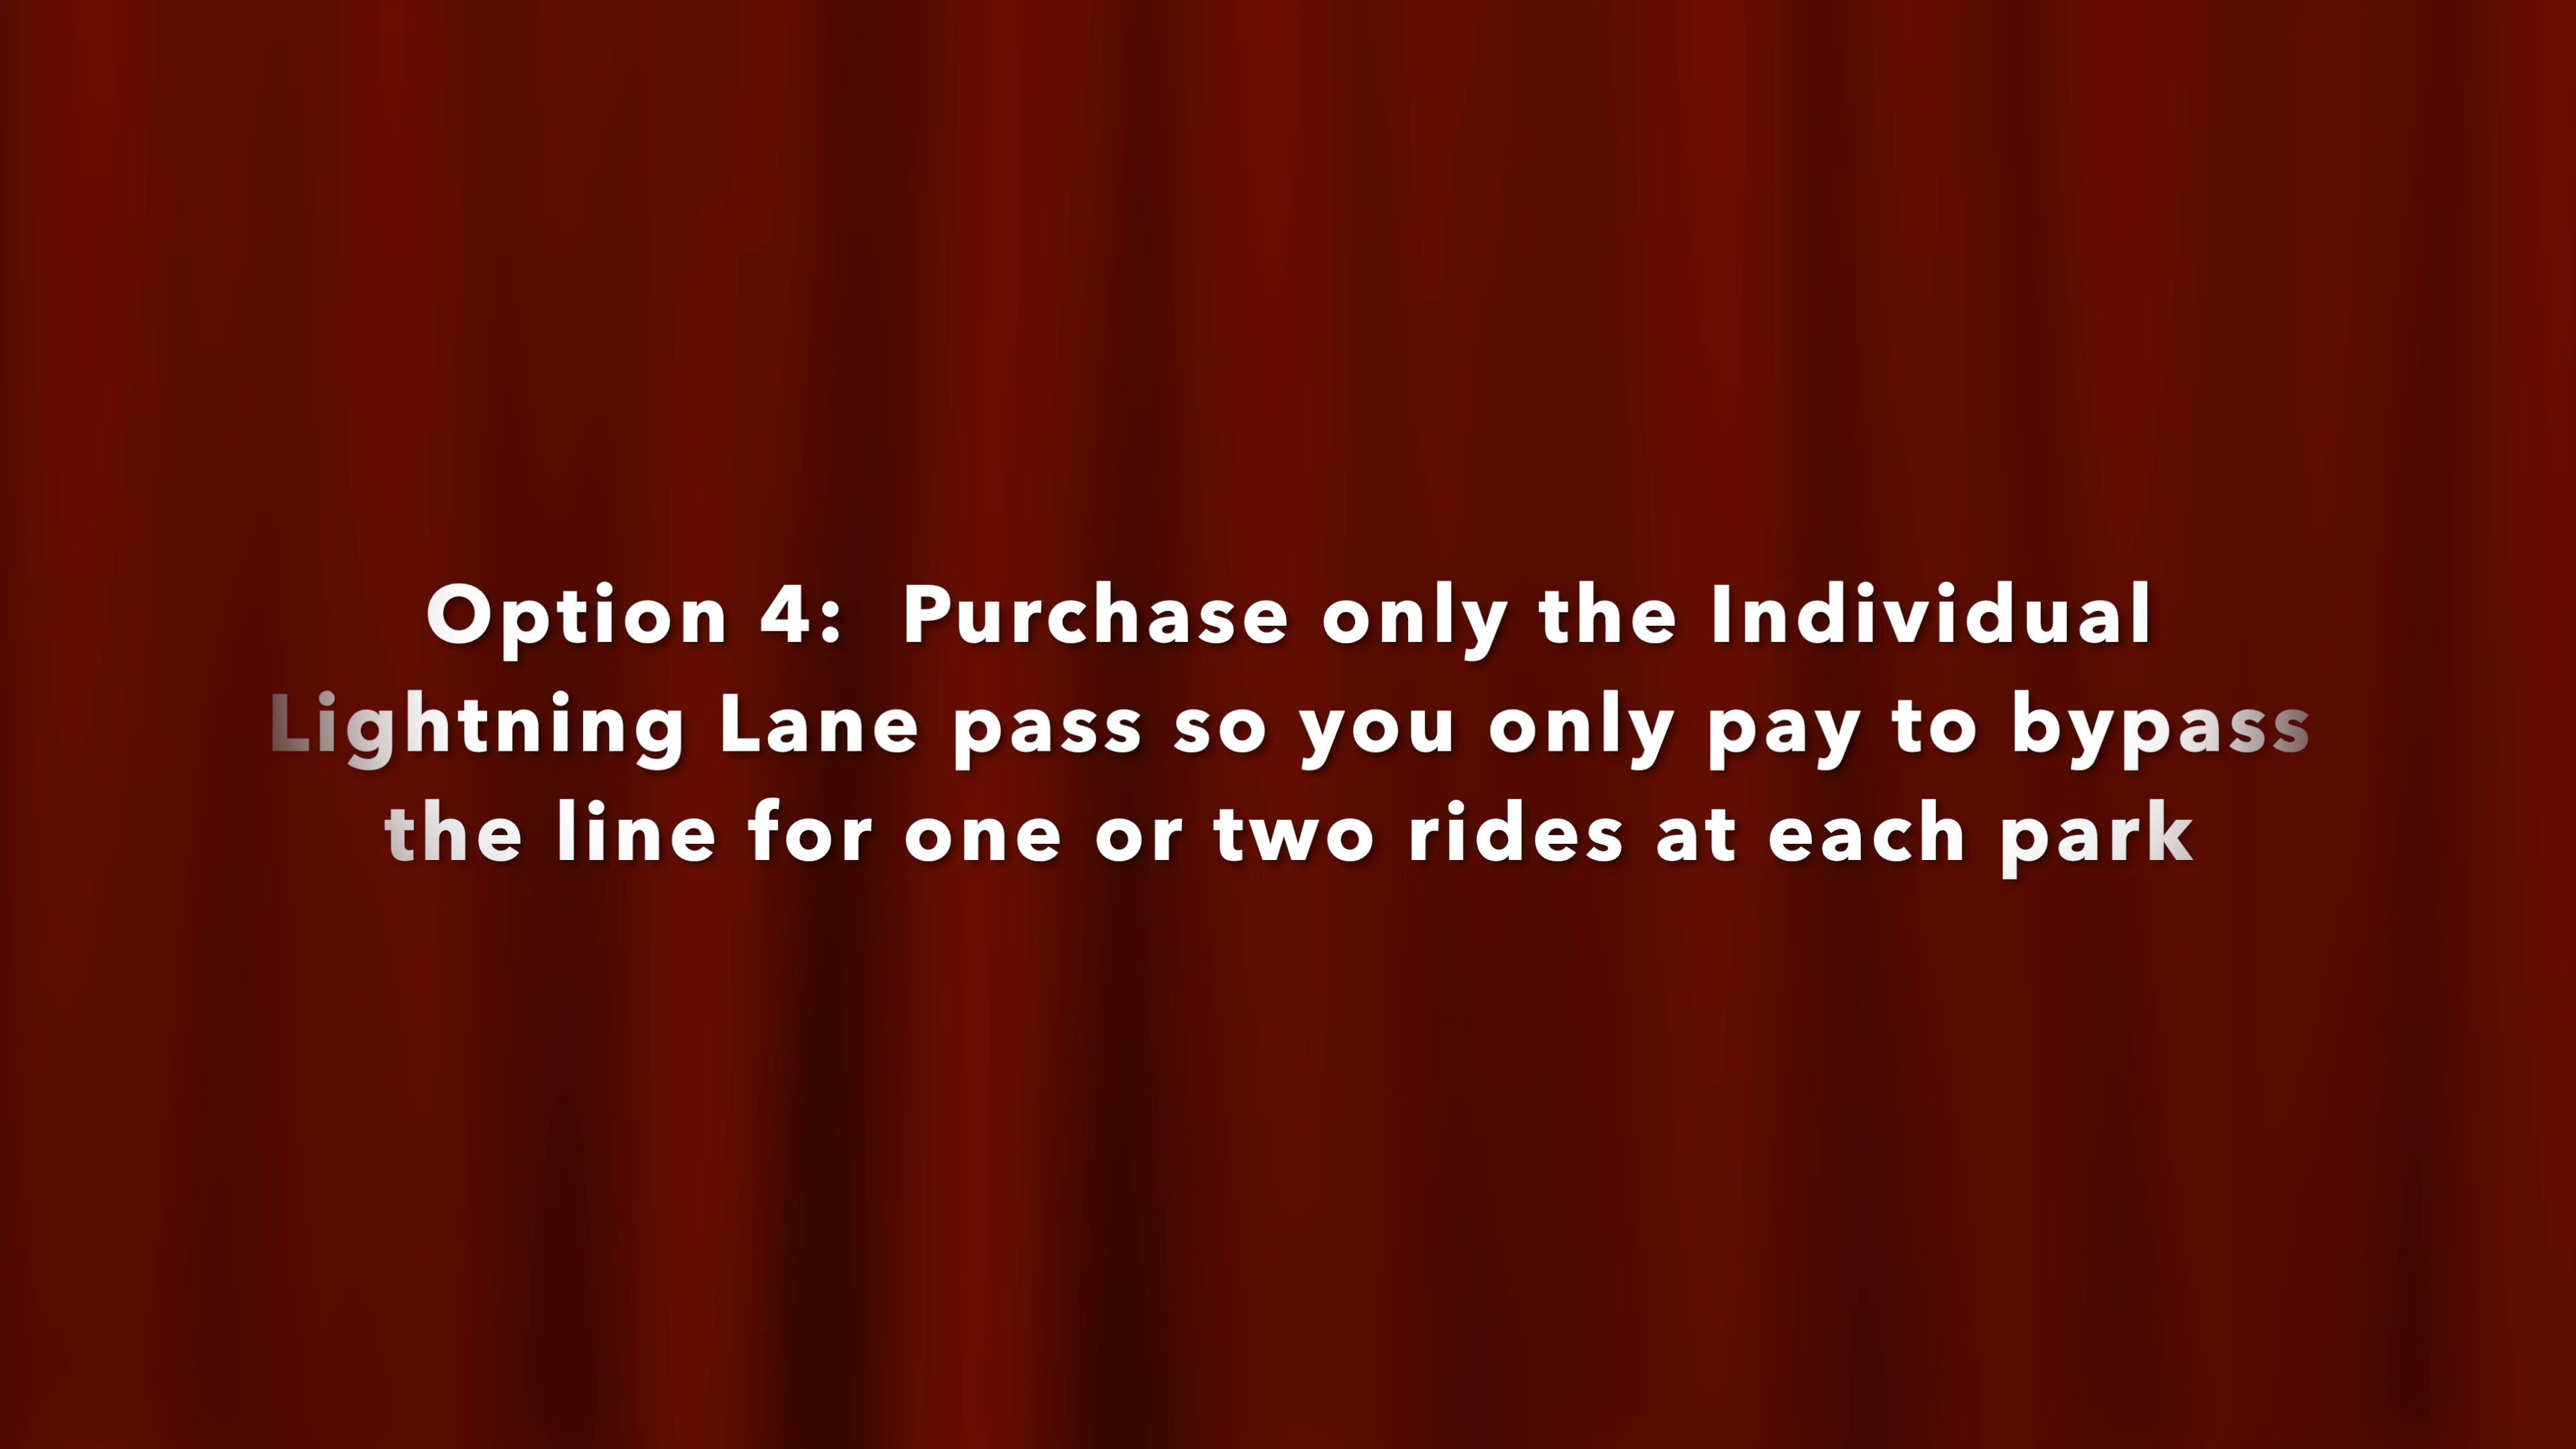 Option 4:  Purchase only the Individual
Lightning Lane pass so you only pay to bypass
the line for one or two rides at each park